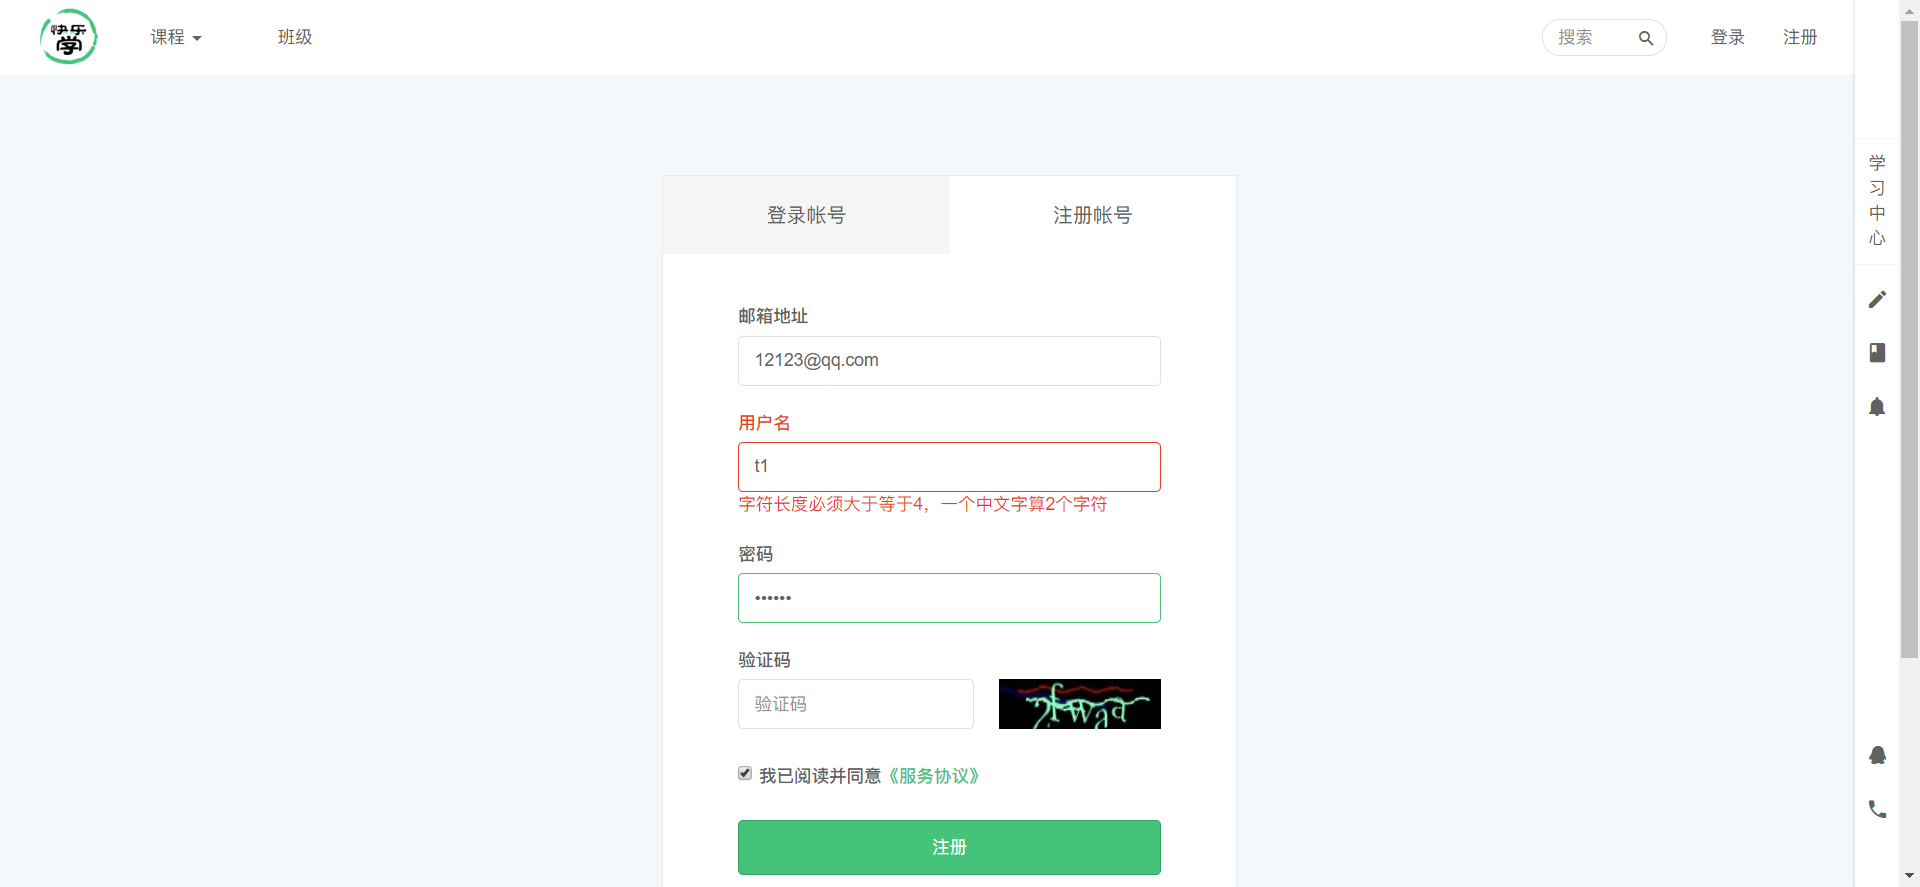 快乐
学
课程
班级
搜索
登录
注册
登录帐号
注册帐号
邮箱地址
12123@qq.com
用户名
t1
字符长度必须大于等于4，一个中文字算2个字符
密码
••••••
验证码
验证码
我已阅读并同意《服务协议》
注册
学
习
中
心